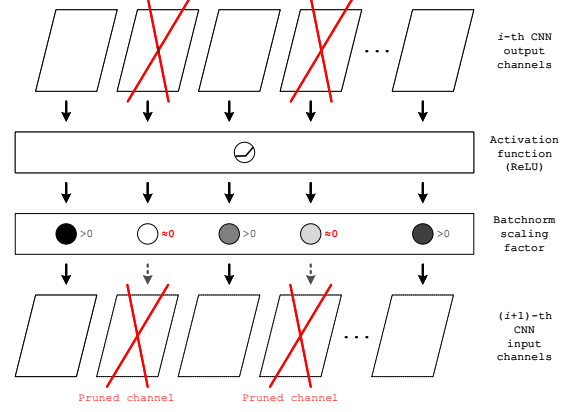 i-th CNN
output
channels
...
Activation
function
(ReLU)
>0
≈0
>0
≈0
>0
Batchnorm
scaling
factor
...
(i+1)-th
CNN
input
channels
Pruned channel
Pruned channel